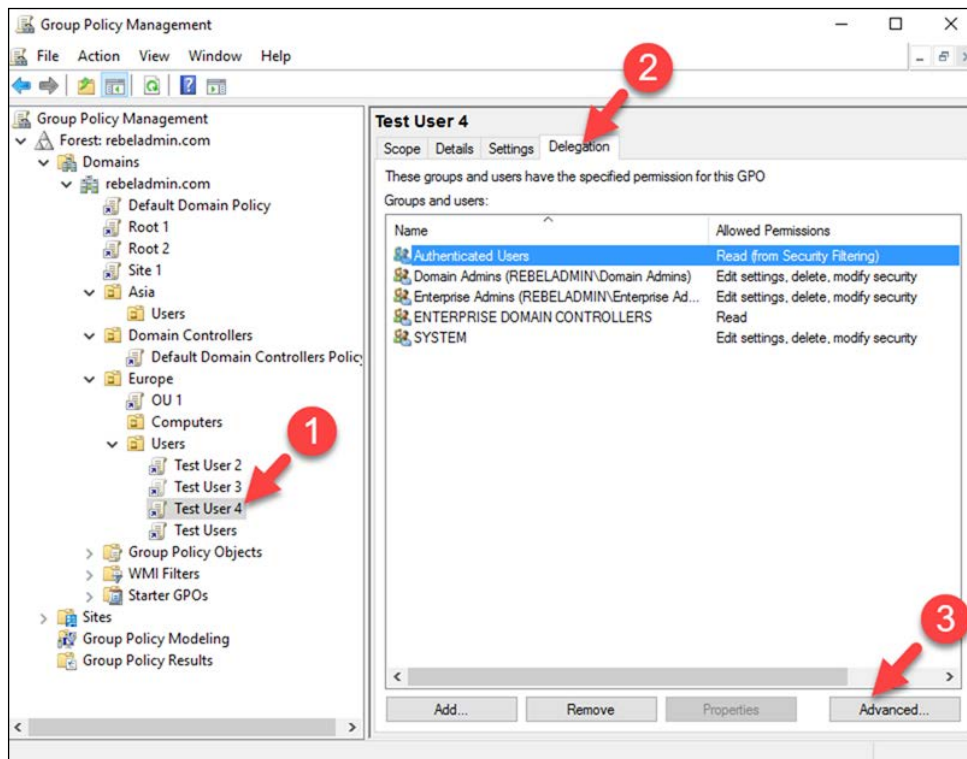 Group Policy Management
File Action View Window Help
2
Group Policy Management
Forest: rebeladmin.com
Domains
rebeladmin.com
Default Domain Policy
Root 1
Root 2
Site 1
Asia
Users
Domain Controllers
Default Domain Controllers Policy
Europe
OU 1
Computers
1
Users
Test User 2
Test User 3
Test User 4
Test Users
Group Policy Objects
WMI Filters
Starter GPOs
Sites
Group Policy Modeling
Group Policy Results
Test User 4
Scope Details Settings Delegation
These groups and users have the specified permission for this GPO
Groups and users:
Name Allowed Permissions
Authenticated Users Read (from Security Filtering)
Domain Admins (REBELADMIN\Domain Admins) Edit settings, delete, modify security
Enterprise Admins (REBELADMIN\Enterprise Ad... Edit settings, delete, modify security
ENTERPRISE DOMAIN CONTROLLERS Read
SYSTEM Edit settings, delete, modify security
3
Add... Remove Properties Advanced...